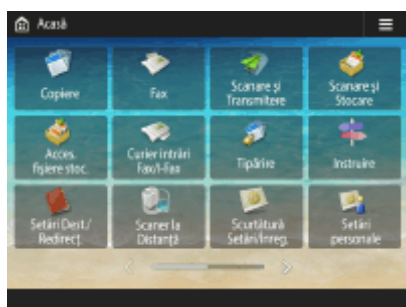 Acasă
Copiere
Fax
Scanare și
Transmitere
Scanare și
Stocare
Acces.
fișiere stoc.
Curier intrări
Fax/I-Fax
Tipărire
Instruire
Setări Dest./
Redirecț.
Scaner la
Distanță
Scurtătură
Setări/Înreg.
Setări
personale